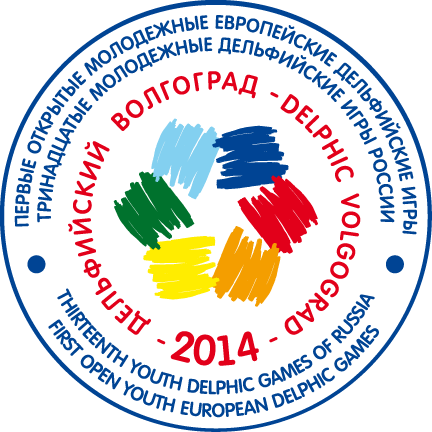 ПЕРВЫЕ ОТКРЫТЫЕ МОЛОДЕЖНЫЕ ЕВРОПЕЙСКИЕ ДЕЛЬФИЙСКИЕ ИГРЫ
ТРИНАДЦАТЫЕ МОЛОДЕЖНЫЕ ДЕЛЬФИЙСКИЕ ИГРЫ РОССИИ
ДЕЛЬФИЙСКИЙ ВОЛГОГРАД - DELPHIC VOLGOGRAD -
2014 -
THIRTEENTH YOUTH DELPHIC GAMES OF RUSSIA
FIRST OPEN YOUTH EUROPEAN DELPHIC GAMES